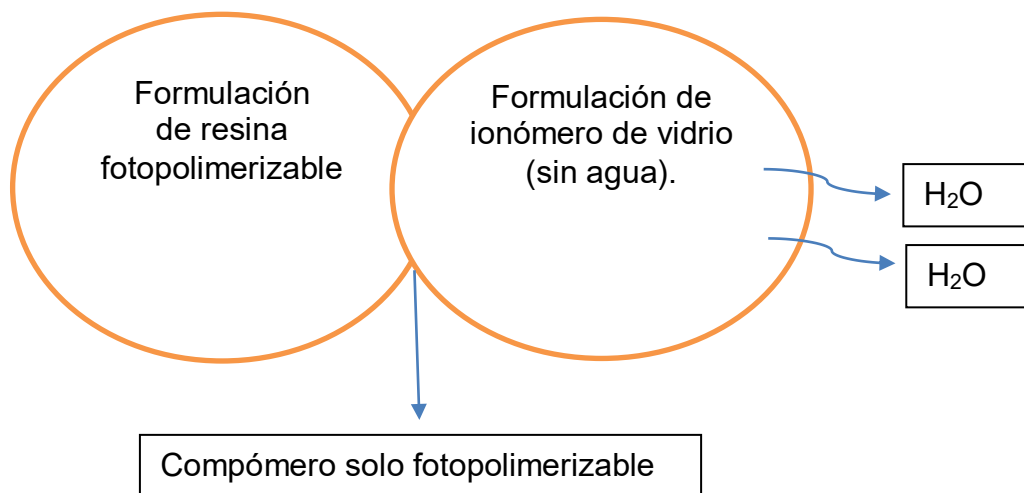 Formulación
de resina
fotopolimerizable
Formulación de
ionómero de vidrio
(sin agua).
H₂O
H₂O
Compómero solo fotopolimerizable